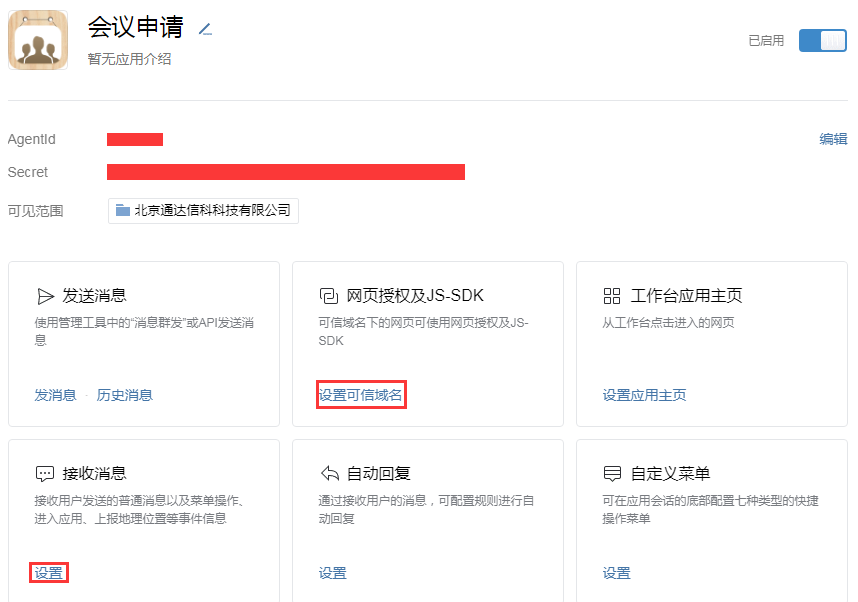 会议申请
已启用
暂无应用介绍
AgentId
编辑
Secret
可见范围
北京通达信科科技有限公司
发送消息
使用管理工具中的“消息群发”或API发送消
息
发消息 · 历史消息
网页授权及JS-SDK
可信域名下的网页可使用网页授权及JS-
SDK
设置可信域名
工作台应用主页
从工作台点击进入的网页
设置应用主页
接收消息
接收用户发送的普通消息以及菜单操作、
进入应用、上报地理位置等事件信息
设置
自动回复
通过接收用户的消息，可配置规则进行自
动回复
设置
自定义菜单
可在应用会话的底部配置七种类型的快捷
操作菜单
设置